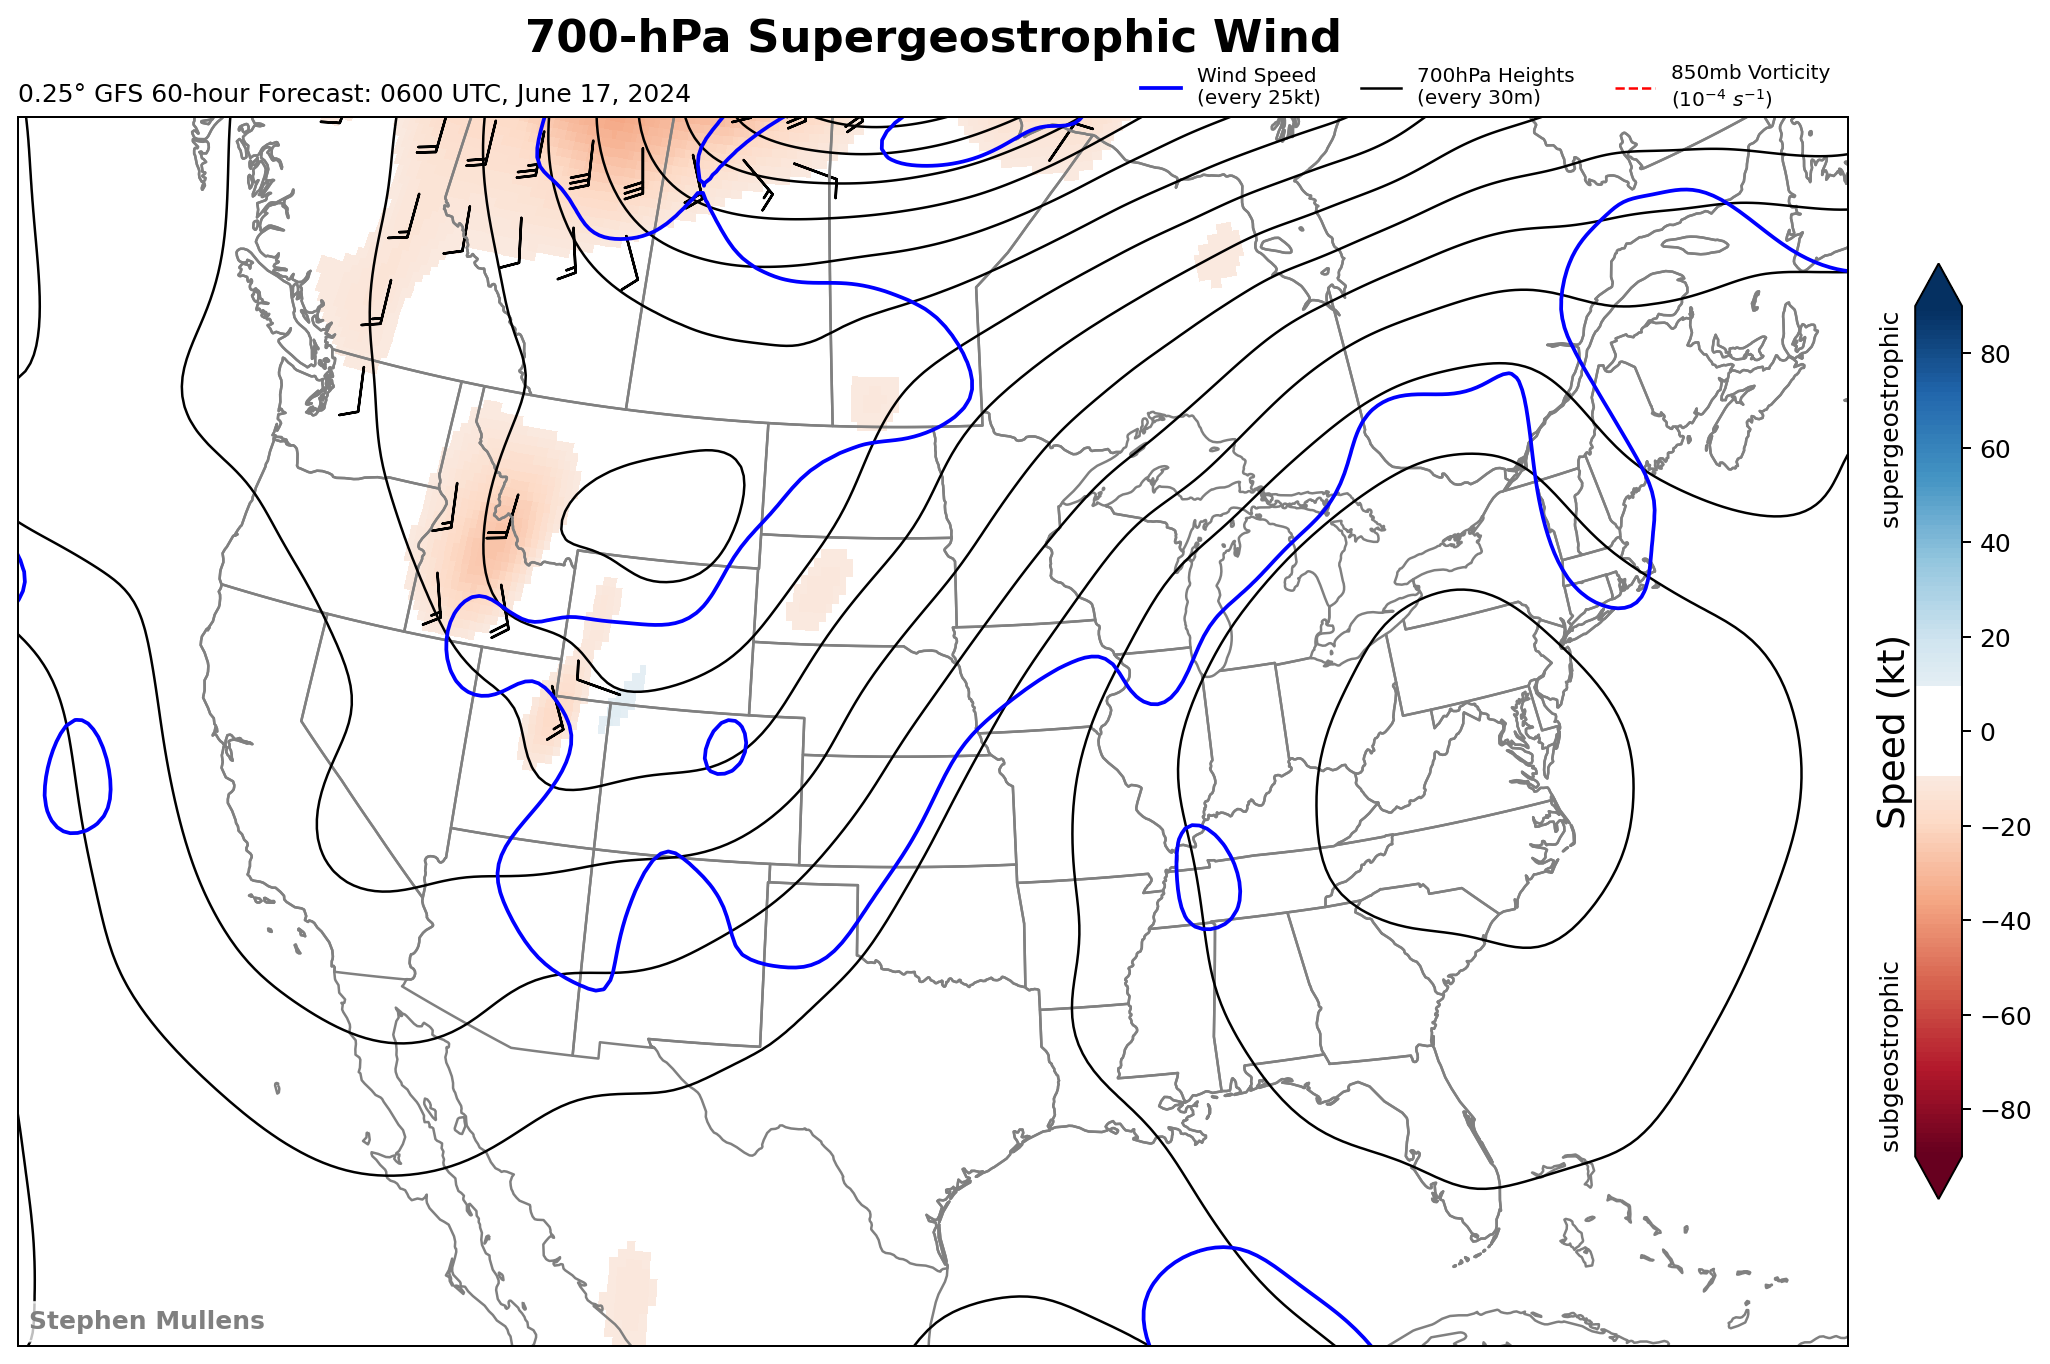 700-hPa Supergeostrophic Wind
0.25° GFS 60-hour Forecast: 0600 UTC, June 17, 2024
Wind Speed
(every 25kt)
700hPa Heights
(every 30m)
850mb Vorticity
(10⁻⁴ s⁻¹)
supergeostrophic
Speed (kt)
subgeostrophic
80
60
40
20
0
−20
−40
−60
−80
Stephen Mullens